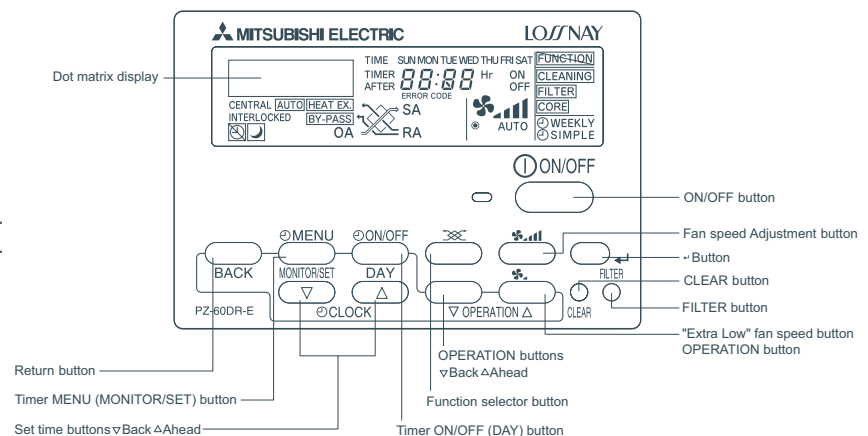 MITSUBISHI ELECTRIC
LOSSNAY
Dot matrix display
TIME SUN MON TUE WED THU FRI SAT
TIMER 88:88 Hr ON
AFTER OFF
ERROR CODE
FUNCTION
CLEANING
FILTER
CORE
WEEKLY
SIMPLE
CENTRAL AUTO HEAT EX.
INTERLOCKED BY-PASS
SA
OA RA
AUTO
ON/OFF
ON/OFF button
MENU
ON/OFF
Fan speed Adjustment button
↵Button
BACK
MONITOR/SET
DAY
FILTER
CLEAR button
▽ △
PZ-60DR-E
CLOCK
▽ OPERATION △
CLEAR
FILTER button
"Extra Low" fan speed button
OPERATION button
OPERATION buttons
▽Back △Ahead
Return button
Timer MENU (MONITOR/SET) button
Function selector button
Set time buttons ▽Back △Ahead
Timer ON/OFF (DAY) button